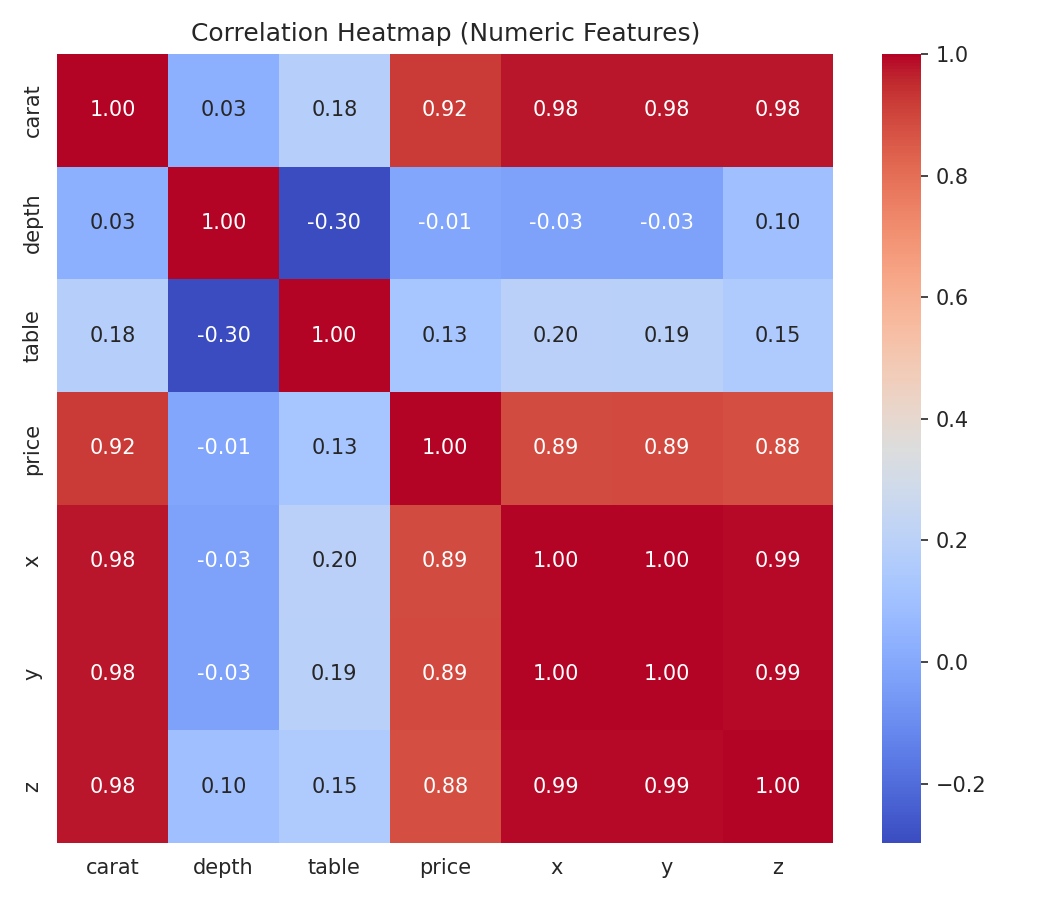 Correlation Heatmap (Numeric Features)
carat 1.00 0.03 0.18 0.92 0.98 0.98 0.98
depth 0.03 1.00 -0.30 -0.01 -0.03 -0.03 0.10
table 0.18 -0.30 1.00 0.13 0.20 0.19 0.15
price 0.92 -0.01 0.13 1.00 0.89 0.89 0.88
x 0.98 -0.03 0.20 0.89 1.00 1.00 0.99
y 0.98 -0.03 0.19 0.89 1.00 1.00 0.99
z 0.98 0.10 0.15 0.88 0.99 0.99 1.00
carat depth table price x y z
1.0
0.8
0.6
0.4
0.2
0.0
−0.2